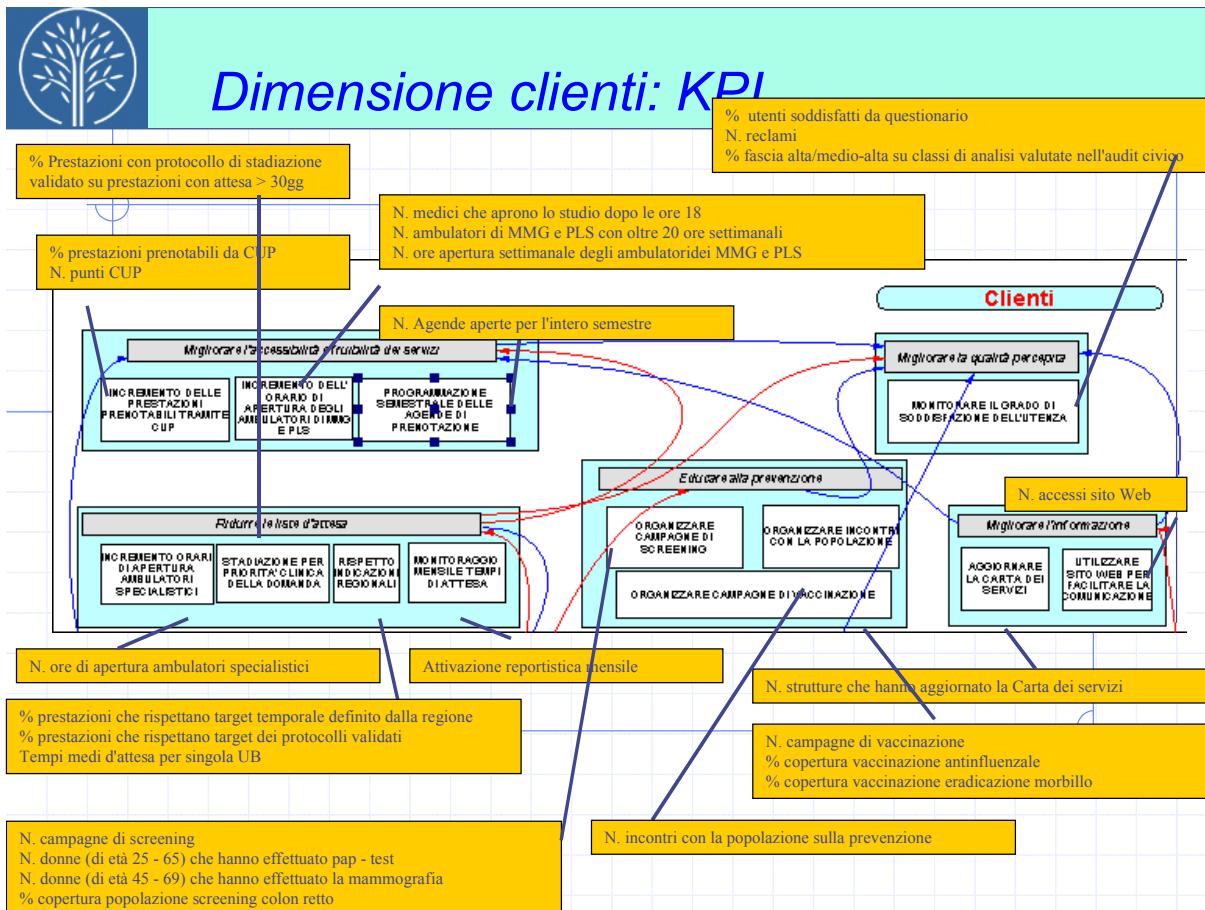 Dimensione clienti: KPI
% utenti soddisfatti da questionario
N. reclami
% fascia alta/medio-alta su classi di analisi valutate nell'audit civico
% Prestazioni con protocollo di stadiazione
validato su prestazioni con attesa > 30gg
N. medici che aprono lo studio dopo le ore 18
N. ambulatori di MMG e PLS con oltre 20 ore settimanali
N. ore apertura settimanale degli ambulatoridei MMG e PLS
% prestazioni prenotabili da CUP
N. punti CUP
Clienti
N. Agende aperte per l'intero semestre
Migliorare l'accessibilità e fruibilità dei servizi
Migliorare la qualità percepita
INCREMENTO DELLE
PRESTAZIONI
PRENOTABILI TRAMITE
CUP
INCREMENTO DELL'
ORARIO DI
APERTURA DEGLI
AMBULATORI DI MMG
E PLS
PROGRAMMAZIONE
SEMESTRALE DELLE
AGENDE DI
PRENOTAZIONE
MONITORARE IL GRADO DI
SODDISFAZIONE DELL'UTENZA
Educare alla prevenzione
N. accessi sito Web
Ridurre le liste d'attesa
Migliorare l'informazione
ORGANIZZARE
CAMPAGNE DI
SCREENING
ORGANIZZARE INCONTRI
CON LA POPOLAZIONE
INCREMENTO ORARI
DI APERTURA
AMBULATORI
SPECIALISTICI
STADIAZIONE PER
PRIORITA' CLINICA
DELLA DOMANDA
RISPETTO
INDICAZIONI
REGIONALI
MONITORAGGIO
MENSILE TEMPI
DI ATTESA
AGGIORNARE
LA CARTA DEI
SERVIZI
UTILIZZARE
SITO WEB PER
FACILITARE LA
COMUNICAZIONE
ORGANIZZARE CAMPAGNE DI VACCINAZIONE
N. ore di apertura ambulatori specialistici
Attivazione reportistica mensile
N. strutture che hanno aggiornato la Carta dei servizi
% prestazioni che rispettano target temporale definito dalla regione
% prestazioni che rispettano target dei protocolli validati
Tempi medi d'attesa per singola UB
N. campagne di vaccinazione
% copertura vaccinazione antinfluenzale
% copertura vaccinazione eradicazione morbillo
N. campagne di screening
N. donne (di età 25 - 65) che hanno effettuato pap - test
N. donne (di età 45 - 69) che hanno effettuato la mammografia
% copertura popolazione screening colon retto
N. incontri con la popolazione sulla prevenzione